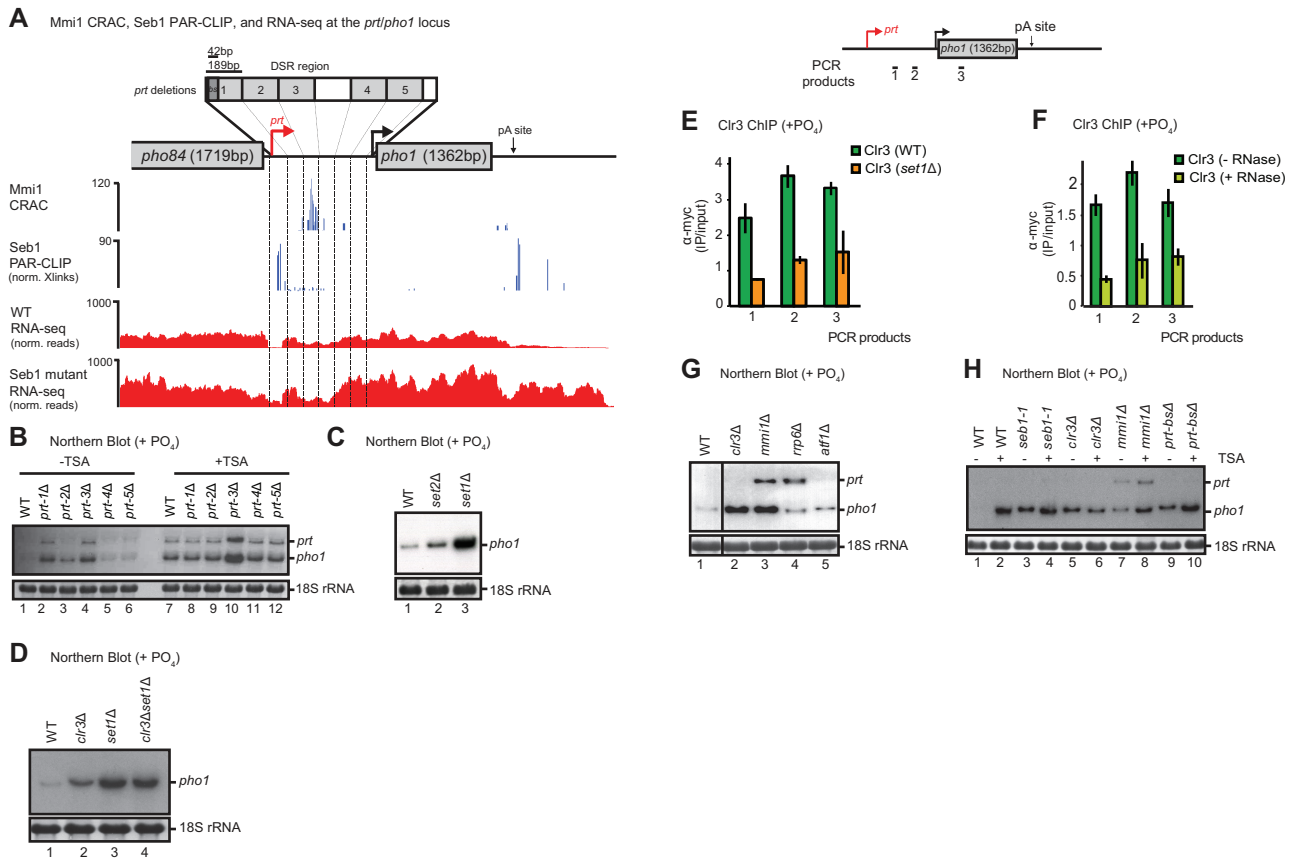 A Mmi1 CRAC, Seb1 PAR-CLIP, and RNA-seq at the prt/pho1 locus
42bp
189bp
DSR region
prt deletions
bs 1 2 3 4 5
prt
pA site
pho84 (1719bp)
pho1 (1362bp)
Mmi1
CRAC
120
Seb1
PAR-CLIP
(norm. Xlinks)
90
WT
RNA-seq
(norm. reads)
1000
Seb1 mutant
RNA-seq
(norm. reads)
1000
B Northern Blot (+ PO4)
-TSA
+TSA
WT prt-1Δ prt-2Δ prt-3Δ prt-4Δ prt-5Δ WT prt-1Δ prt-2Δ prt-3Δ prt-4Δ prt-5Δ
prt
pho1
18S rRNA
1 2 3 4 5 6 7 8 9 10 11 12
C Northern Blot (+ PO4)
WT set2Δ set1Δ
pho1
18S rRNA
1 2 3
D Northern Blot (+ PO4)
WT clr3Δ set1Δ clr3Δset1Δ
pho1
18S rRNA
1 2 3 4
prt
pA site
pho1 (1362bp)
PCR
products
1 2 3
E Clr3 ChIP (+PO4)
Clr3 (WT)
Clr3 (set1Δ)
α-myc
(IP/input)
4
3
2
1
0
1 2 3
PCR products
F Clr3 ChIP (+PO4)
Clr3 (- RNase)
Clr3 (+ RNase)
α-myc
(IP/input)
2
1.5
1
0.5
0
1 2 3
PCR products
G Northern Blot (+ PO4)
WT clr3Δ mmi1Δ rrp6Δ atf1Δ
prt
pho1
18S rRNA
1 2 3 4 5
H Northern Blot (+ PO4)
WT WT seb1-1 seb1-1 clr3Δ clr3Δ mmi1Δ mmi1Δ prt-bsΔ prt-bsΔ
- + - + - + - + - + TSA
prt
pho1
18S rRNA
1 2 3 4 5 6 7 8 9 10